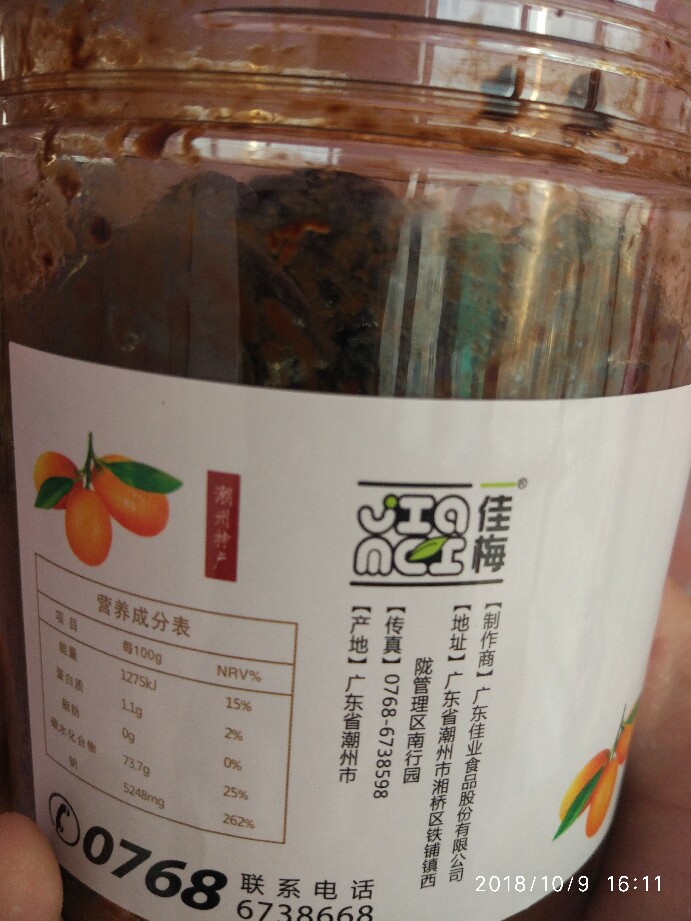 潮州特产
JIA
MEI
佳梅
®
营养成分表
项目 每100g NRV%
能量 1275kJ 15%
蛋白质 1.1g 2%
脂肪 0g 0%
碳水化合物 73.7g 25%
钠 5248mg 262%
【制作商】广东佳业食品股份有限公司
【地址】广东省潮州市湘桥区铁铺镇西
陇管理区南行园
【传真】0768-6738598
【产地】广东省潮州市
0768
联系电话
6738668
2018/10/9 16:11